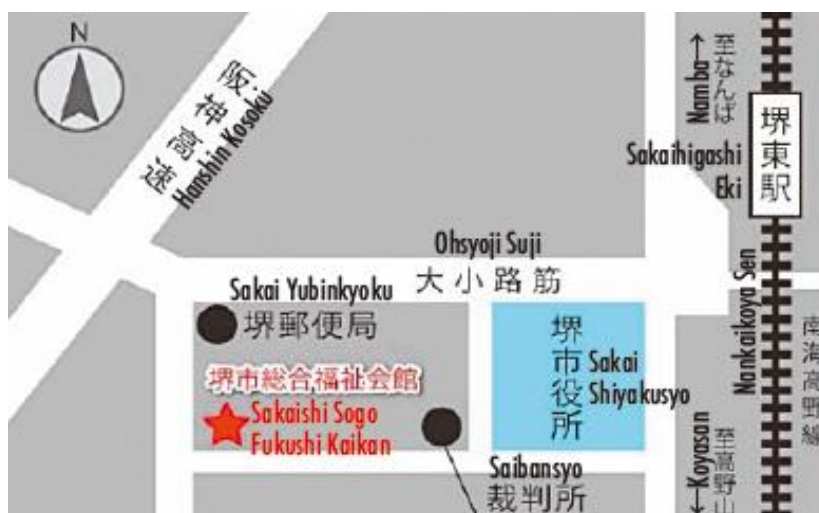 N
阪神高速
Hanshin Kosoku
Namba→
至なんば
堺東駅
Sakaihigashi
Eki
Ohsyoji Suji
大小路筋
Sakai Yubinkyoku
堺郵便局
堺市総合福祉会館
Sakaishi Sogo
Fukushi Kaikan
堺市役所
Sakai
Shiyakusyo
Saibansyo
裁判所
Nankaikoya Sen
南海高野線
←Koyasan
至高野山